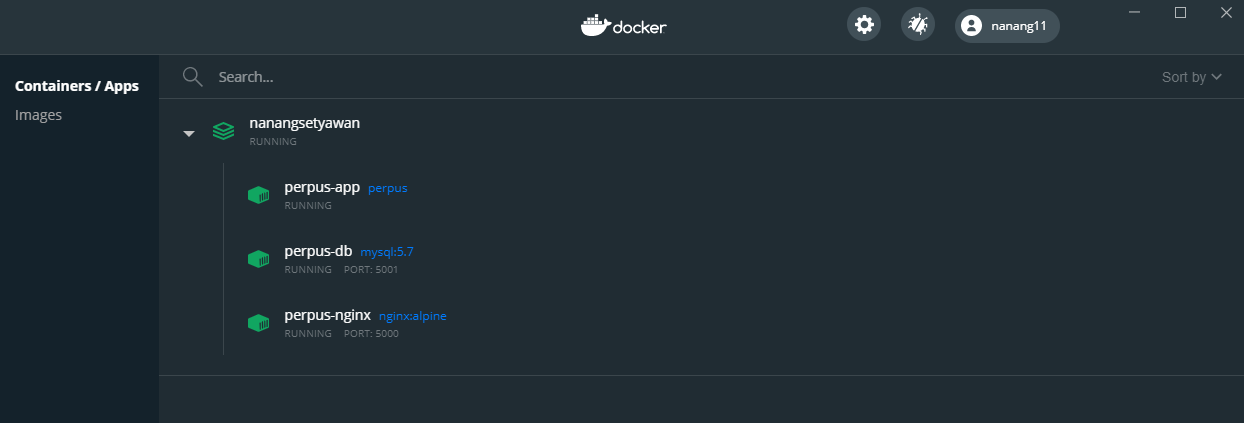 docker
nanang11
Containers / Apps
Images
Search...
Sort by
nanangsetyawan
RUNNING
perpus-app perpus
RUNNING
perpus-db mysql:5.7
RUNNING PORT: 5001
perpus-nginx nginx:alpine
RUNNING PORT: 5000